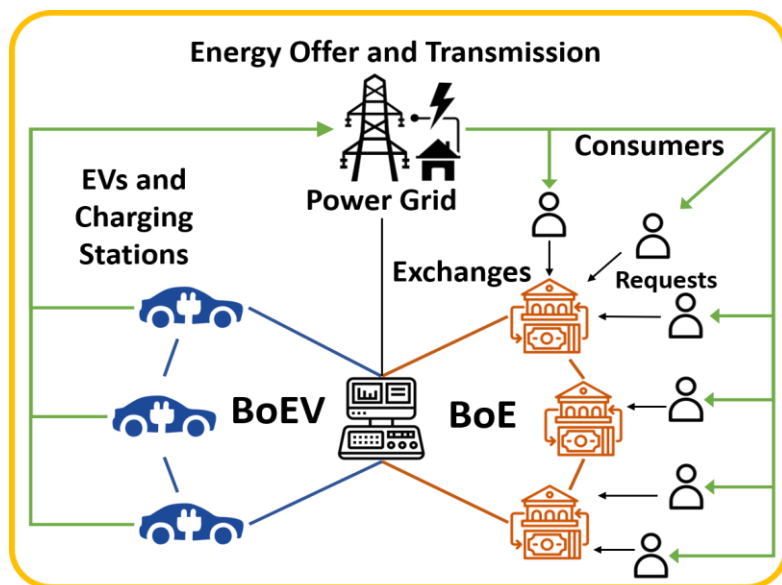 Energy Offer and Transmission
Consumers
EVs and
Charging
Stations
Power Grid
Exchanges
Requests
BoEV
BoE